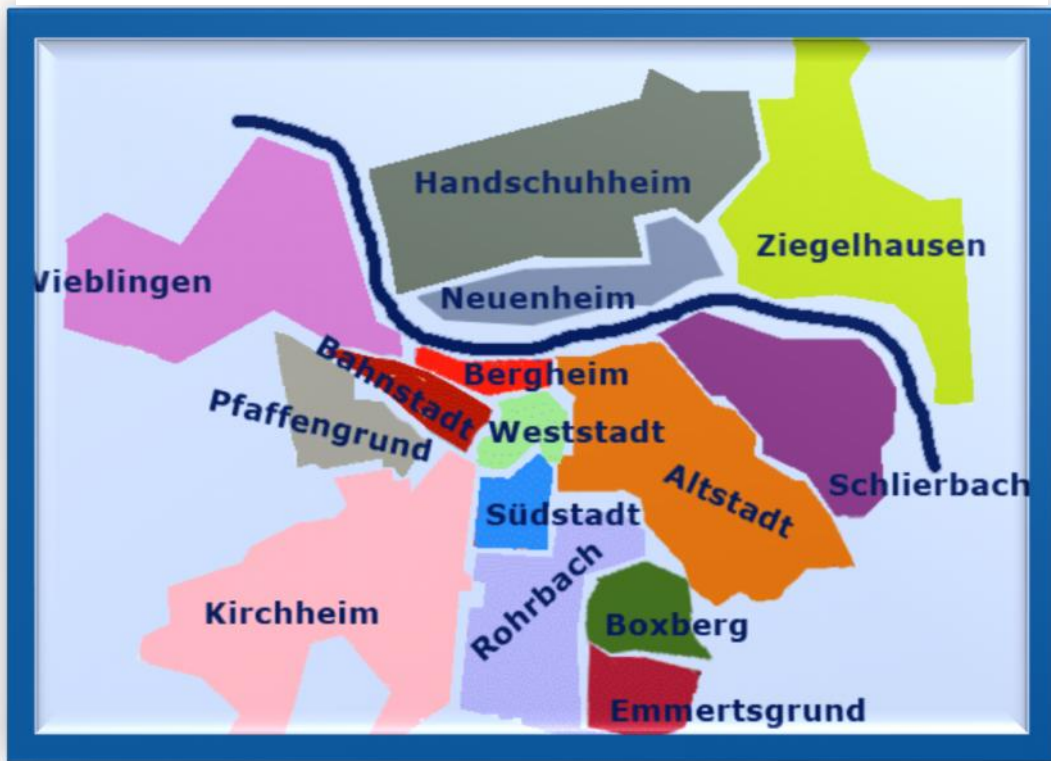 Handschuhheim
Ziegelhausen
Vieblingen
Neuenheim
Bahnstadt
Bergheim
Pfaffengrund
Weststadt
Altstadt
Schlierbach
Südstadt
Rohrbach
Kirchheim
Boxberg
Emmertsgrund